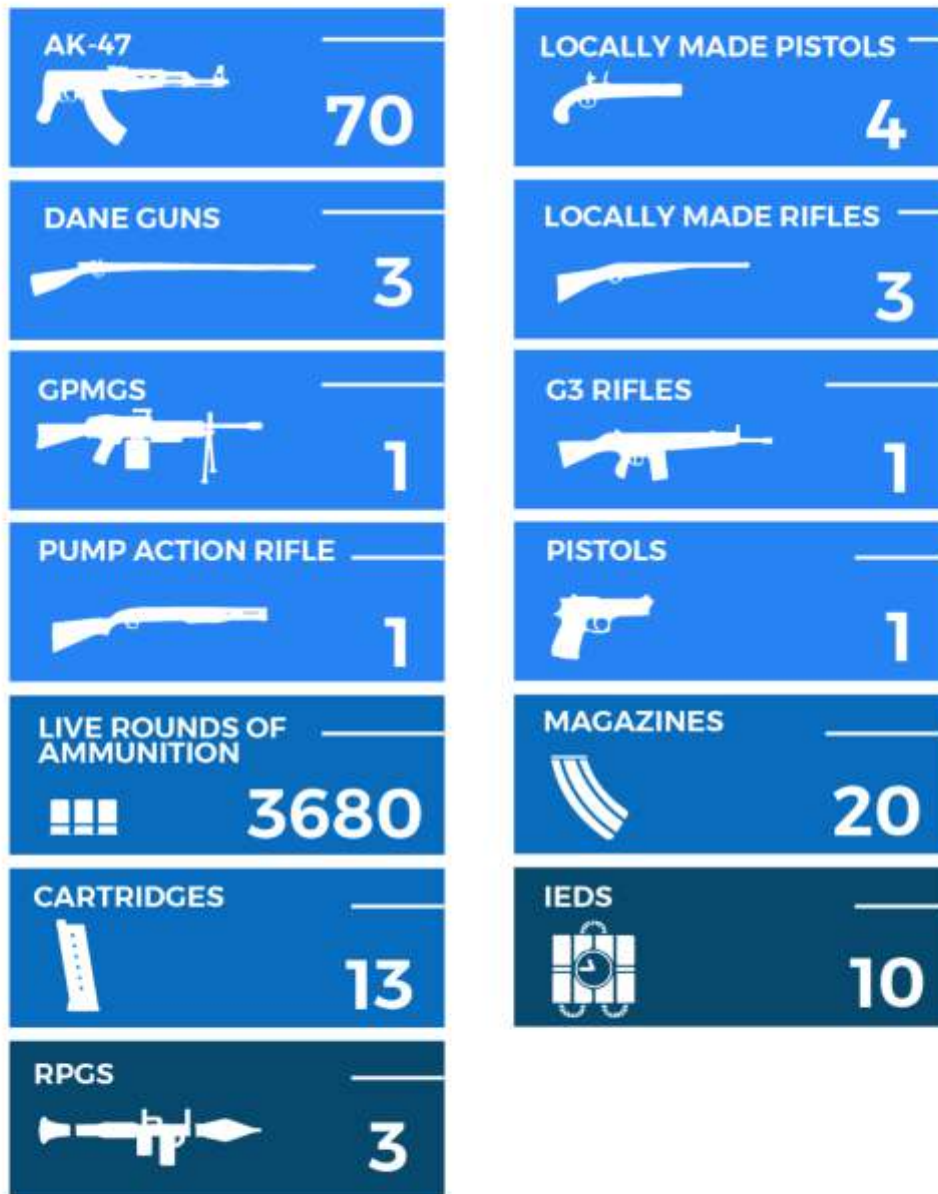 AK-47
70
LOCALLY MADE PISTOLS
4
DANE GUNS
3
LOCALLY MADE RIFLES
3
GPMGS
1
G3 RIFLES
1
PUMP ACTION RIFLE
1
PISTOLS
1
LIVE ROUNDS OF
AMMUNITION
3680
MAGAZINES
20
CARTRIDGES
13
IEDS
10
RPGS
3